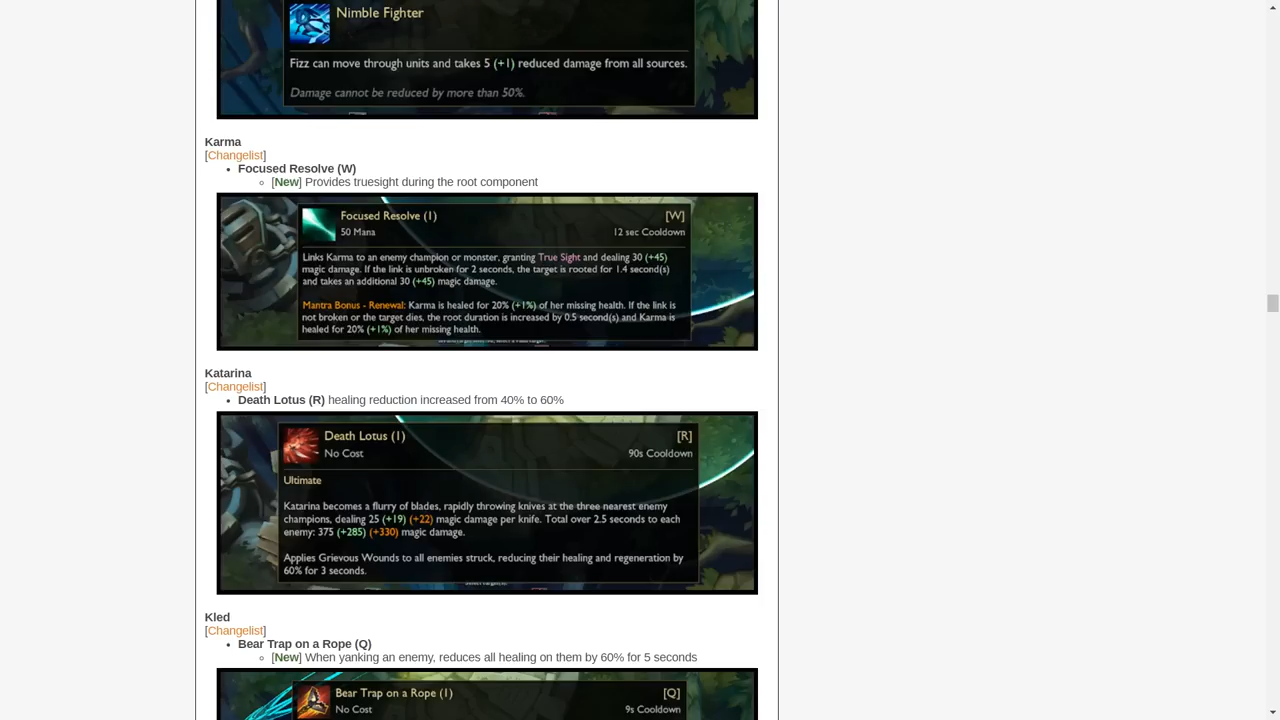 Nimble Fighter
Fizz can move through units and takes 5 (+1) reduced damage from all sources.
Damage cannot be reduced by more than 50%.
Karma
[Changelist]
Focused Resolve (W)
[New] Provides truesight during the root component
Focused Resolve (1) [W]
50 Mana 12 sec Cooldown
Links Karma to an enemy champion or monster, granting True Sight and dealing 30 (+45)
magic damage. If the link is unbroken for 2 seconds, the target is rooted for 1.4 second(s)
and takes an additional 30 (+45) magic damage.
Mantra Bonus - Renewal: Karma is healed for 20% (+1%) of her missing health. If the link is
not broken or the target dies, the root duration is increased by 0.5 second(s) and Karma is
healed for 20% (+1%) of her missing health.
Katarina
[Changelist]
Death Lotus (R) healing reduction increased from 40% to 60%
Death Lotus (1) [R]
No Cost 90s Cooldown
Ultimate
Katarina becomes a flurry of blades, rapidly throwing knives at the three nearest enemy
champions, dealing 25 (+19) (+22) magic damage per knife. Total over 2.5 seconds to each
enemy: 375 (+285) (+330) magic damage.
Applies Grievous Wounds to all enemies struck, reducing their healing and regeneration by
60% for 3 seconds.
Kled
[Changelist]
Bear Trap on a Rope (Q)
[New] When yanking an enemy, reduces all healing on them by 60% for 5 seconds
Bear Trap on a Rope (1) [Q]
No Cost 9s Cooldown